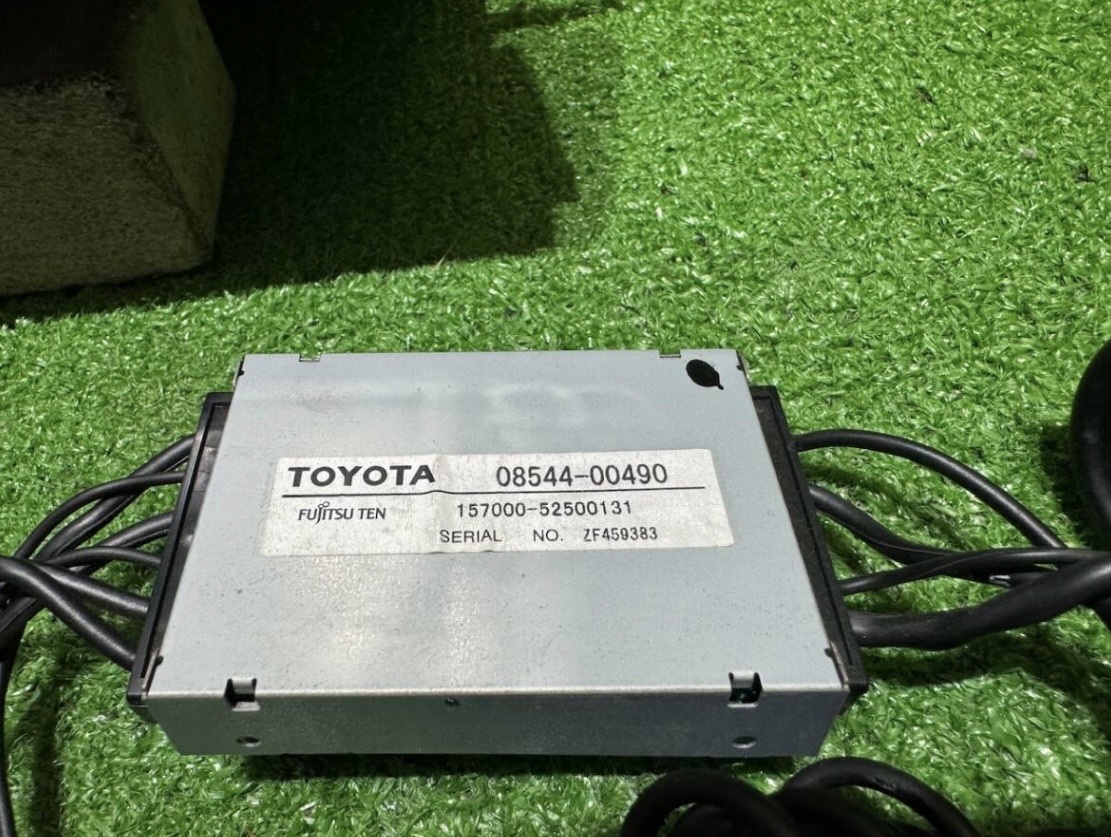 TOYOTA 08544-00490
FUJITSU TEN 157000-52500131
SERIAL NO. ZF459383